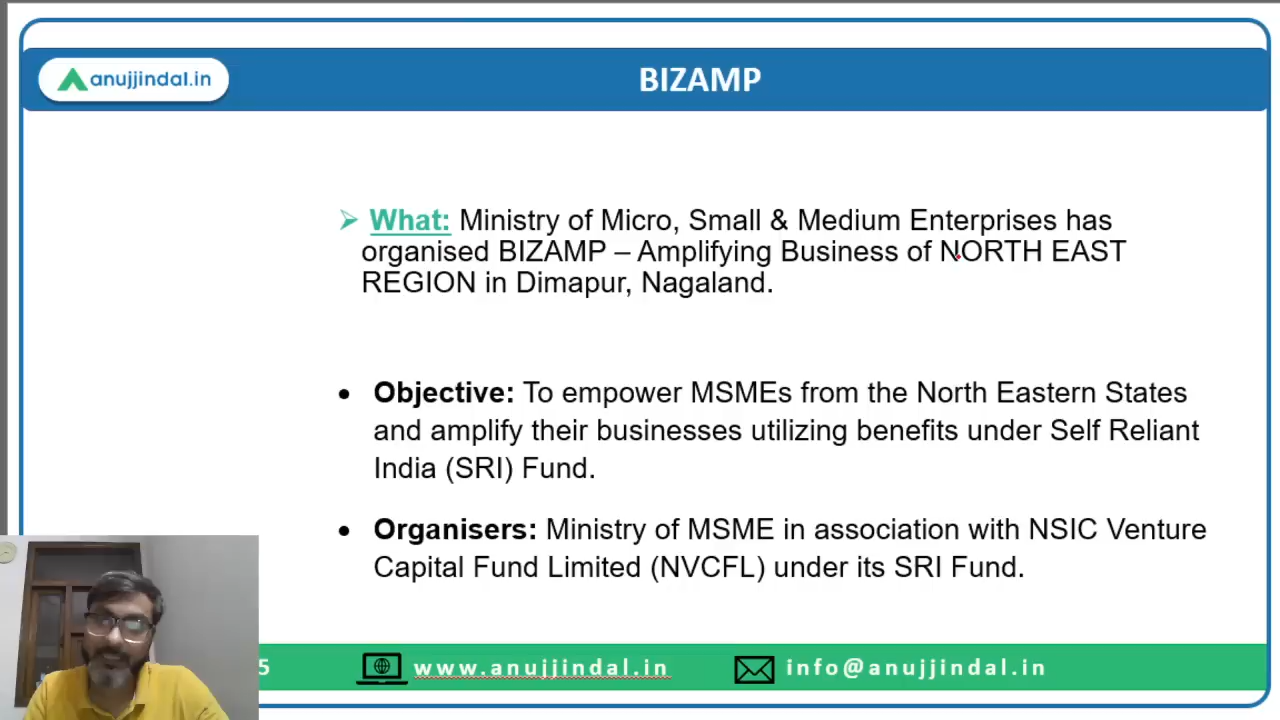 anujjindal.in
BIZAMP
What: Ministry of Micro, Small & Medium Enterprises has
organised BIZAMP – Amplifying Business of NORTH EAST
REGION in Dimapur, Nagaland.
• Objective: To empower MSMEs from the North Eastern States
and amplify their businesses utilizing benefits under Self Reliant
India (SRI) Fund.
• Organisers: Ministry of MSME in association with NSIC Venture
Capital Fund Limited (NVCFL) under its SRI Fund.
5 www.anujjindal.in info@anujjindal.in